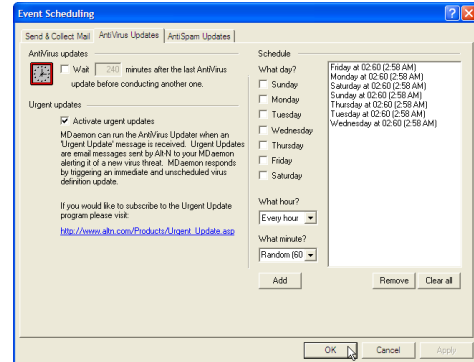 Event Scheduling
Send & Collect Mail
AntiVirus Updates
AntiSpam Updates
AntiVirus updates
Wait 240 minutes after the last AntiVirus
update before conducting another one.
Urgent updates
Activate urgent updates
MDaemon can run the AntiVirus Updater when an
'Urgent Update' message is received. Urgent Updates
are email messages sent by Alt-N to your MDaemon
alerting it of a new virus threat. MDaemon responds
by triggering an immediate and unscheduled virus
definition update.
If you would like to subscribe to the Urgent Update
program please visit:
http://www.altn.com/Products/Urgent_Update.asp
Schedule
What day?
Sunday
Monday
Tuesday
Wednesday
Thursday
Friday
Saturday
What hour?
Every hour
What minute?
Random (60
Add
Friday at 02:60 (2:58 AM)
Monday at 02:60 (2:58 AM)
Saturday at 02:60 (2:58 AM)
Sunday at 02:60 (2:58 AM)
Thursday at 02:60 (2:58 AM)
Tuesday at 02:60 (2:58 AM)
Wednesday at 02:60 (2:58 AM)
Remove
Clear all
OK
Cancel
Apply